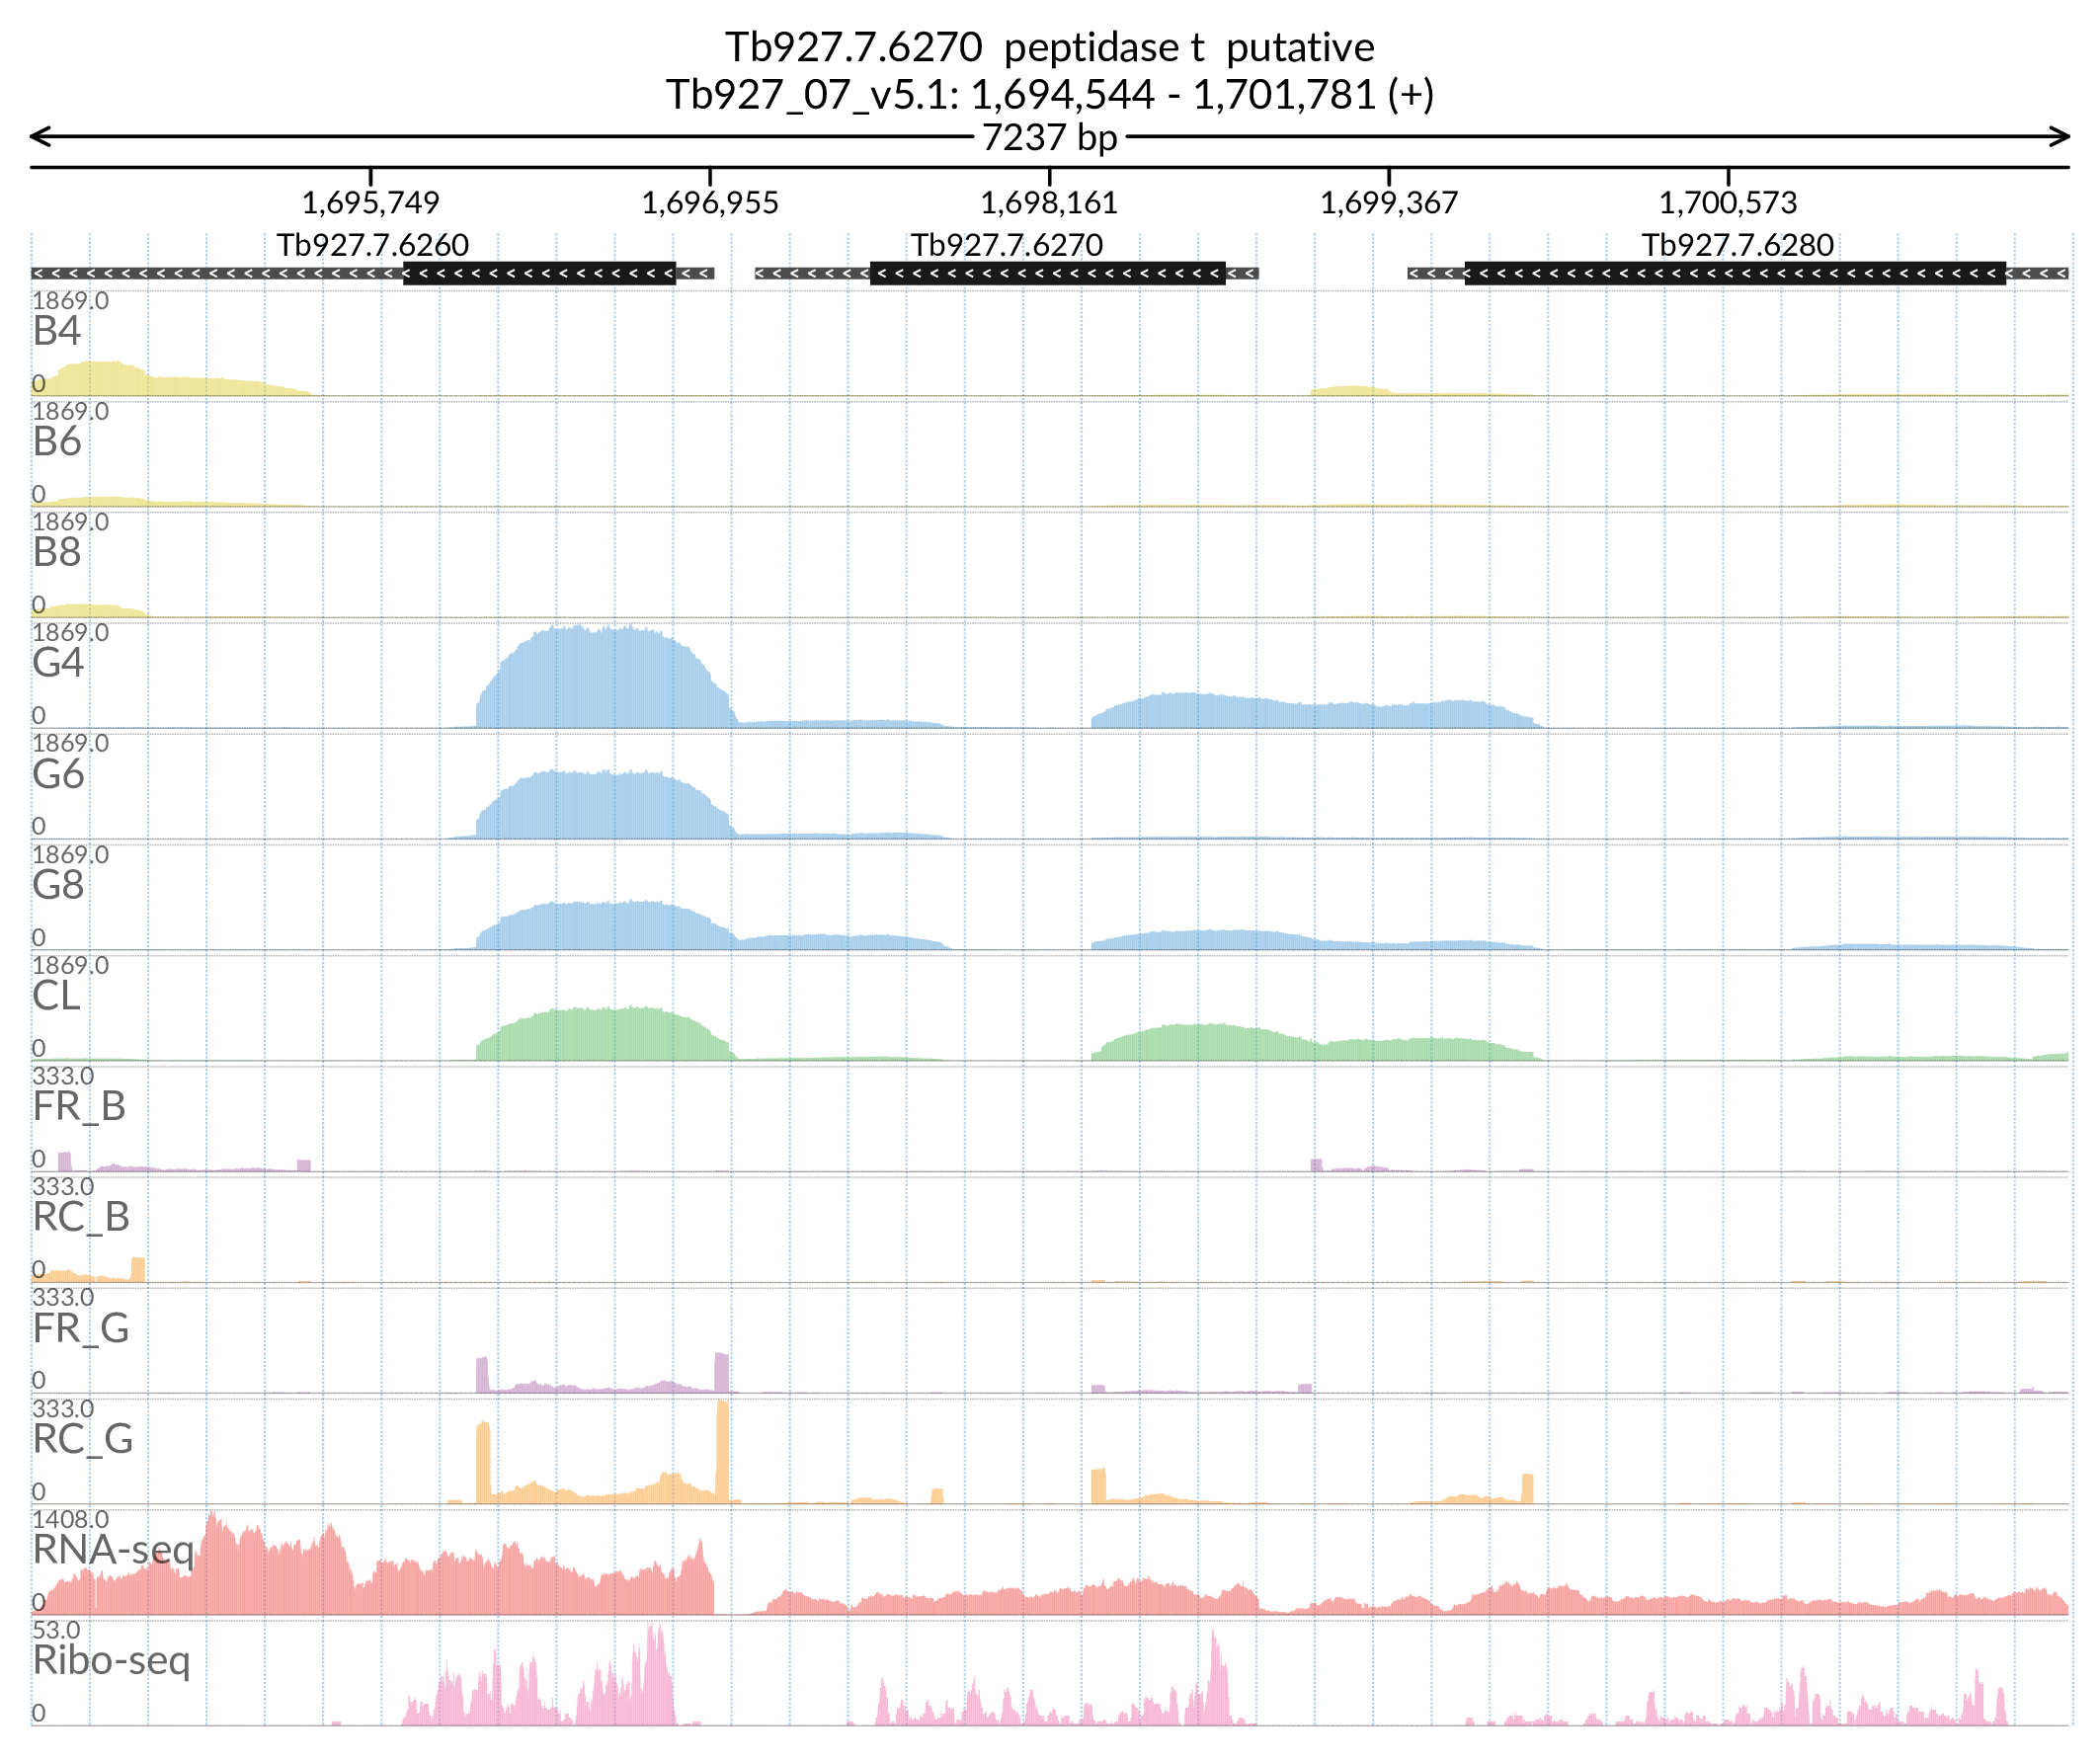 Tb927.7.6270 peptidase t putative
Tb927_07_v5.1: 1,694,544 - 1,701,781 (+)
7237 bp
1,695,749 1,696,955 1,698,161 1,699,367 1,700,573
Tb927.7.6260 Tb927.7.6270 Tb927.7.6280
1869.0
B4
0
1869.0
B6
0
1869.0
B8
0
1869.0
G4
0
1869.0
G6
0
1869.0
G8
0
1869.0
CL
0
333.0
FR_B
0
333.0
RC_B
0
333.0
FR_G
0
333.0
RC_G
0
1408.0
RNA-seq
0
53.0
Ribo-seq
0